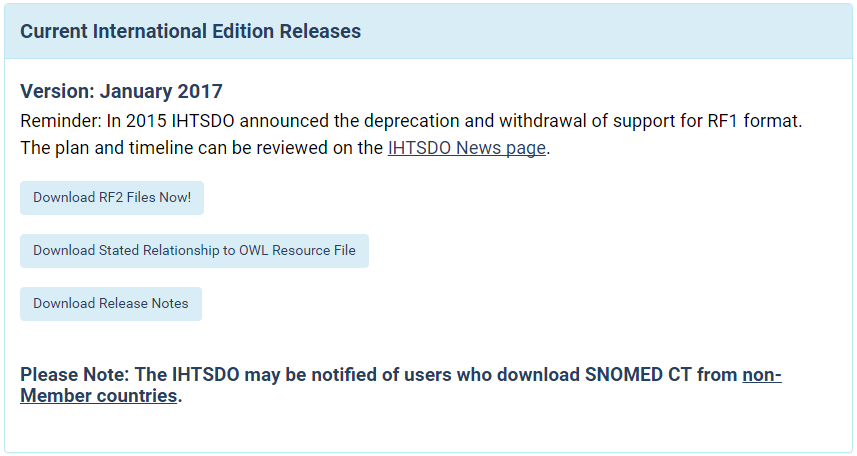 Current International Edition Releases
Version: January 2017
Reminder: In 2015 IHTSDO announced the deprecation and withdrawal of support for RF1 format.
The plan and timeline can be reviewed on the IHTSDO News page.
Download RF2 Files Now!
Download Stated Relationship to OWL Resource File
Download Release Notes
Please Note: The IHTSDO may be notified of users who download SNOMED CT from non-
Member countries.